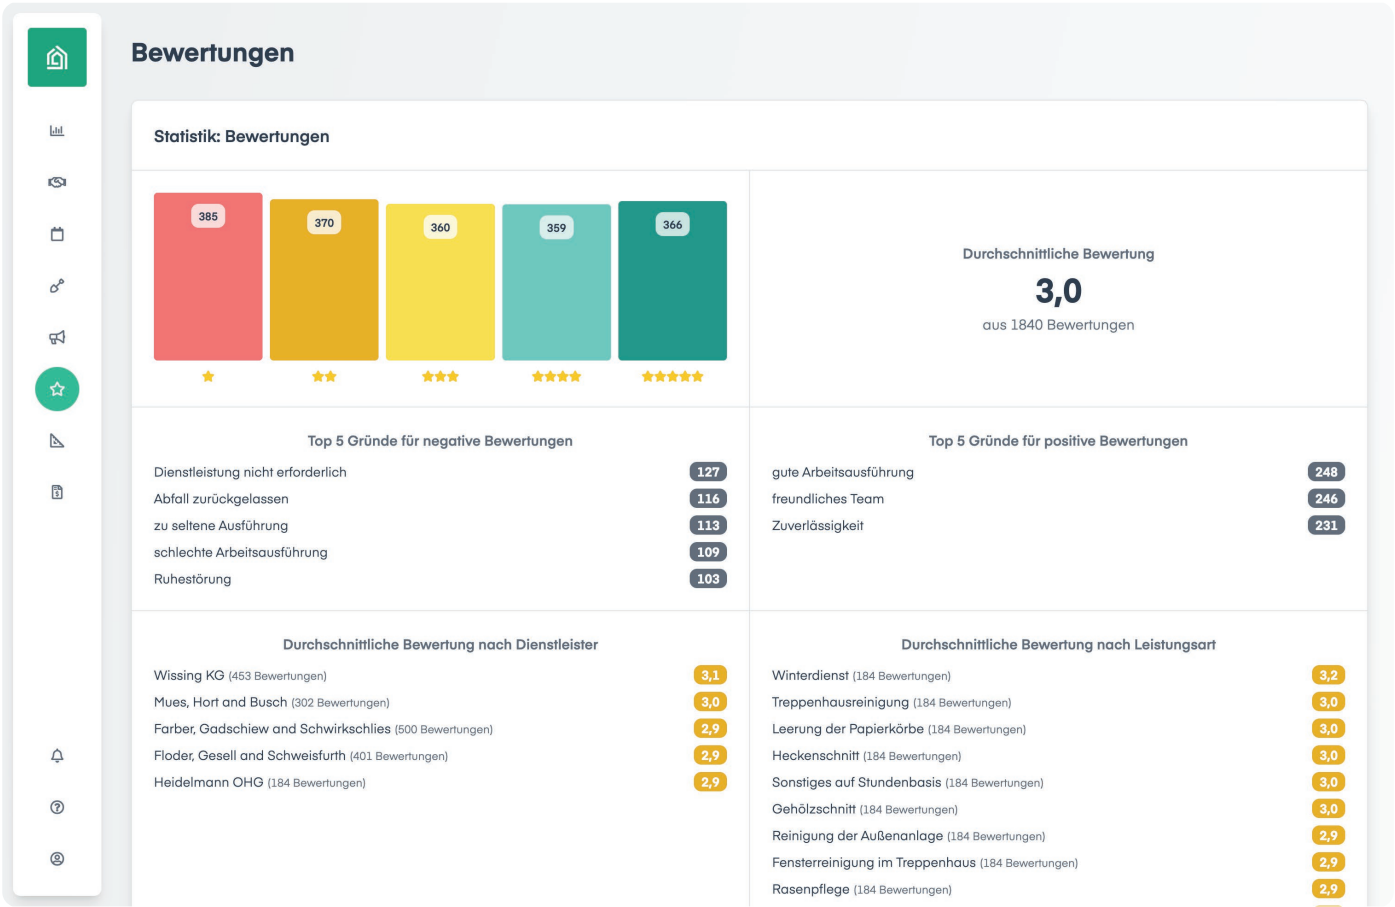 Bewertungen
Statistik: Bewertungen
385
370
360
359
366
Durchschnittliche Bewertung
3,0
aus 1840 Bewertungen
Top 5 Gründe für negative Bewertungen
Dienstleistung nicht erforderlich 127
Abfall zurückgelassen 116
zu seltene Ausführung 113
schlechte Arbeitsausführung 109
Ruhestörung 103
Top 5 Gründe für positive Bewertungen
gute Arbeitsausführung 248
freundliches Team 246
Zuverlässigkeit 231
Durchschnittliche Bewertung nach Dienstleister
Wissing KG (453 Bewertungen) 3,1
Mues, Hort and Busch (302 Bewertungen) 3,0
Farber, Gadschiew and Schwirkschlies (500 Bewertungen) 2,9
Floder, Gesell and Schweisfurth (401 Bewertungen) 2,9
Heidelmann OHG (184 Bewertungen) 2,9
Durchschnittliche Bewertung nach Leistungsart
Winterdienst (184 Bewertungen) 3,2
Treppenhausreinigung (184 Bewertungen) 3,0
Leerung der Papierkörbe (184 Bewertungen) 3,0
Heckenschnitt (184 Bewertungen) 3,0
Sonstiges auf Stundenbasis (184 Bewertungen) 3,0
Gehölzschnitt (184 Bewertungen) 3,0
Reinigung der Außenanlage (184 Bewertungen) 2,9
Fensterreinigung im Treppenhaus (184 Bewertungen) 2,9
Rasenpflege (184 Bewertungen) 2,9